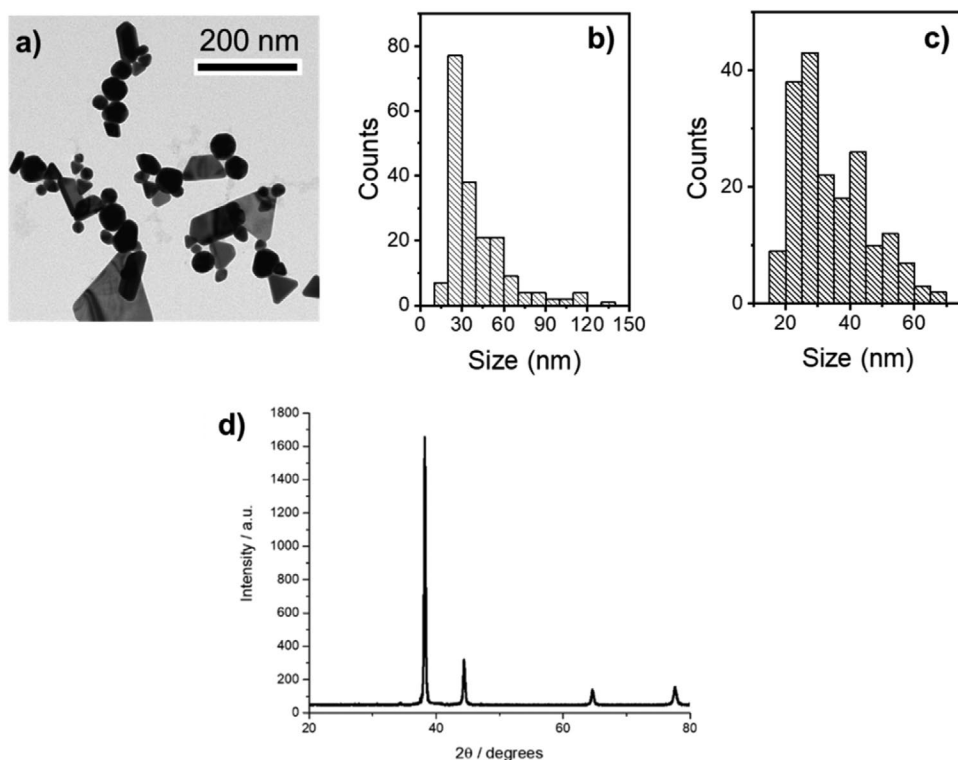 a)
200 nm
b)
80
60
40
20
0
Counts
0 30 60 90 120 150
Size (nm)
c)
40
20
0
Counts
20 40 60
Size (nm)
d)
1800
1600
1400
1200
1000
800
600
400
200
0
Intensity / a.u.
20 40 60 80
2θ / degrees